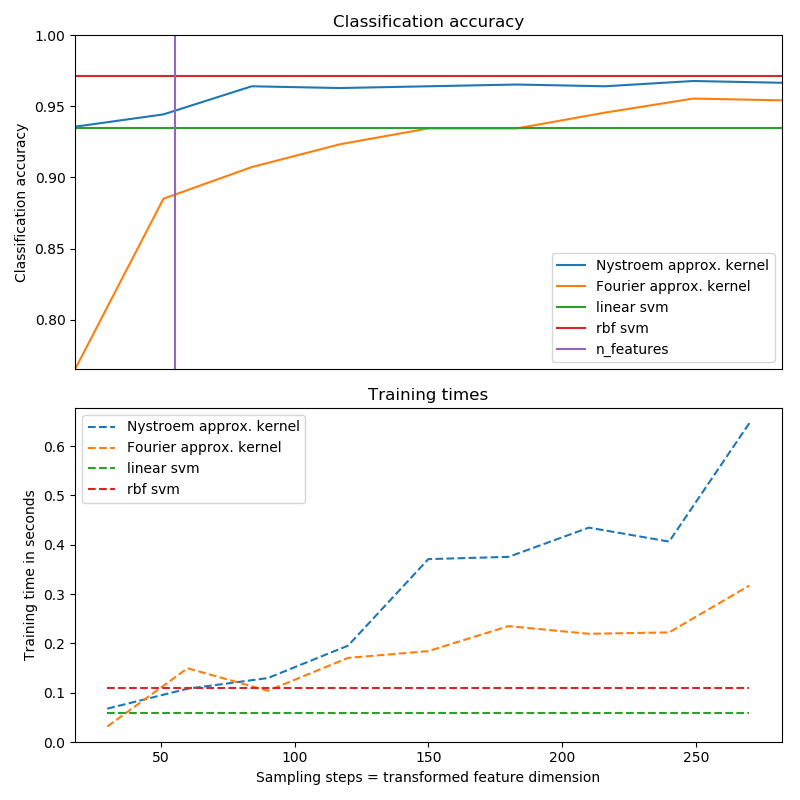 Classification accuracy
Classification accuracy
1.00
0.95
0.90
0.85
0.80
Nystroem approx. kernel
Fourier approx. kernel
linear svm
rbf svm
n_features
Training times
Training time in seconds
0.6
0.5
0.4
0.3
0.2
0.1
0.0
Nystroem approx. kernel
Fourier approx. kernel
linear svm
rbf svm
50 100 150 200 250
Sampling steps = transformed feature dimension